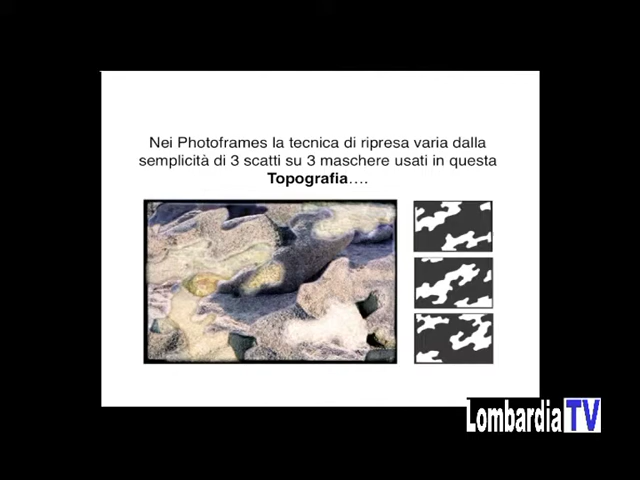 Nei Photoframes la tecnica di ripresa varia dalla
semplicità di 3 scatti su 3 maschere usati in questa
Topografia….
LombardiaTV